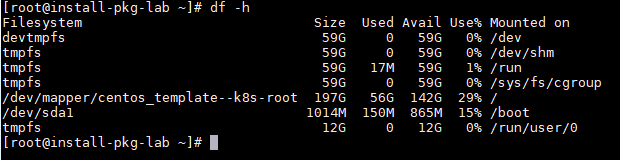 [root@install-pkg-lab ~]# df -h
Filesystem                            Size  Used Avail Use% Mounted on
devtmpfs                               59G     0   59G   0% /dev
tmpfs                                  59G     0   59G   0% /dev/shm
tmpfs                                  59G   17M   59G   1% /run
tmpfs                                  59G     0   59G   0% /sys/fs/cgroup
/dev/mapper/centos_template--k8s-root  197G   56G  142G  29% /
/dev/sda1                             1014M  150M  865M  15% /boot
tmpfs                                  12G     0   12G   0% /run/user/0
[root@install-pkg-lab ~]#